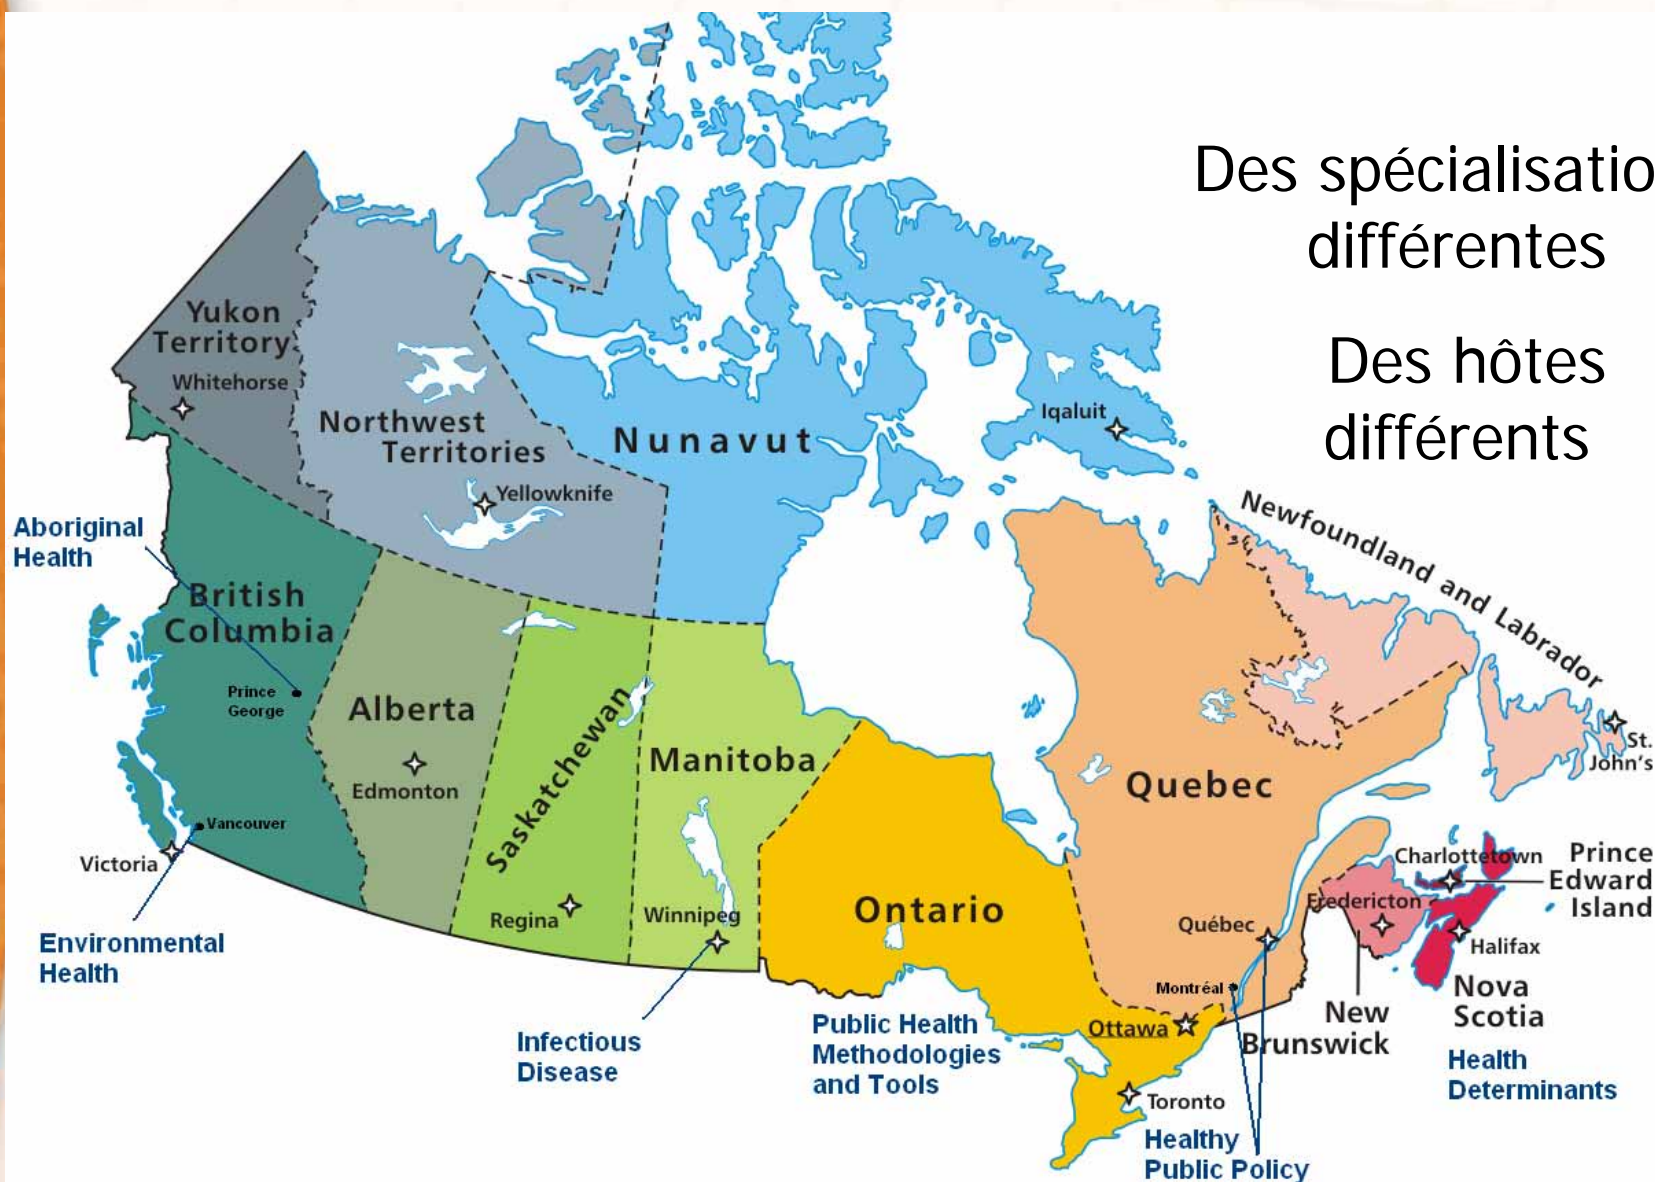 Des spécialisatio
différentes
Des hôtes
différents
Yukon
Territory
Whitehorse
Northwest
Territories
Yellowknife
Nunavut
Iqaluit
Newfoundland and Labrador
St.
John's
Aboriginal
Health
British
Columbia
Prince
George
Vancouver
Victoria
Environmental
Health
Alberta
Edmonton
Saskatchewan
Regina
Manitoba
Winnipeg
Infectious
Disease
Ontario
Public Health
Methodologies
and Tools
Ottawa
Toronto
Quebec
Québec
Montréal
Healthy
Public Policy
Charlottetown
Prince
Edward
Island
Fredericton
Halifax
New
Brunswick
Nova
Scotia
Health
Determinants